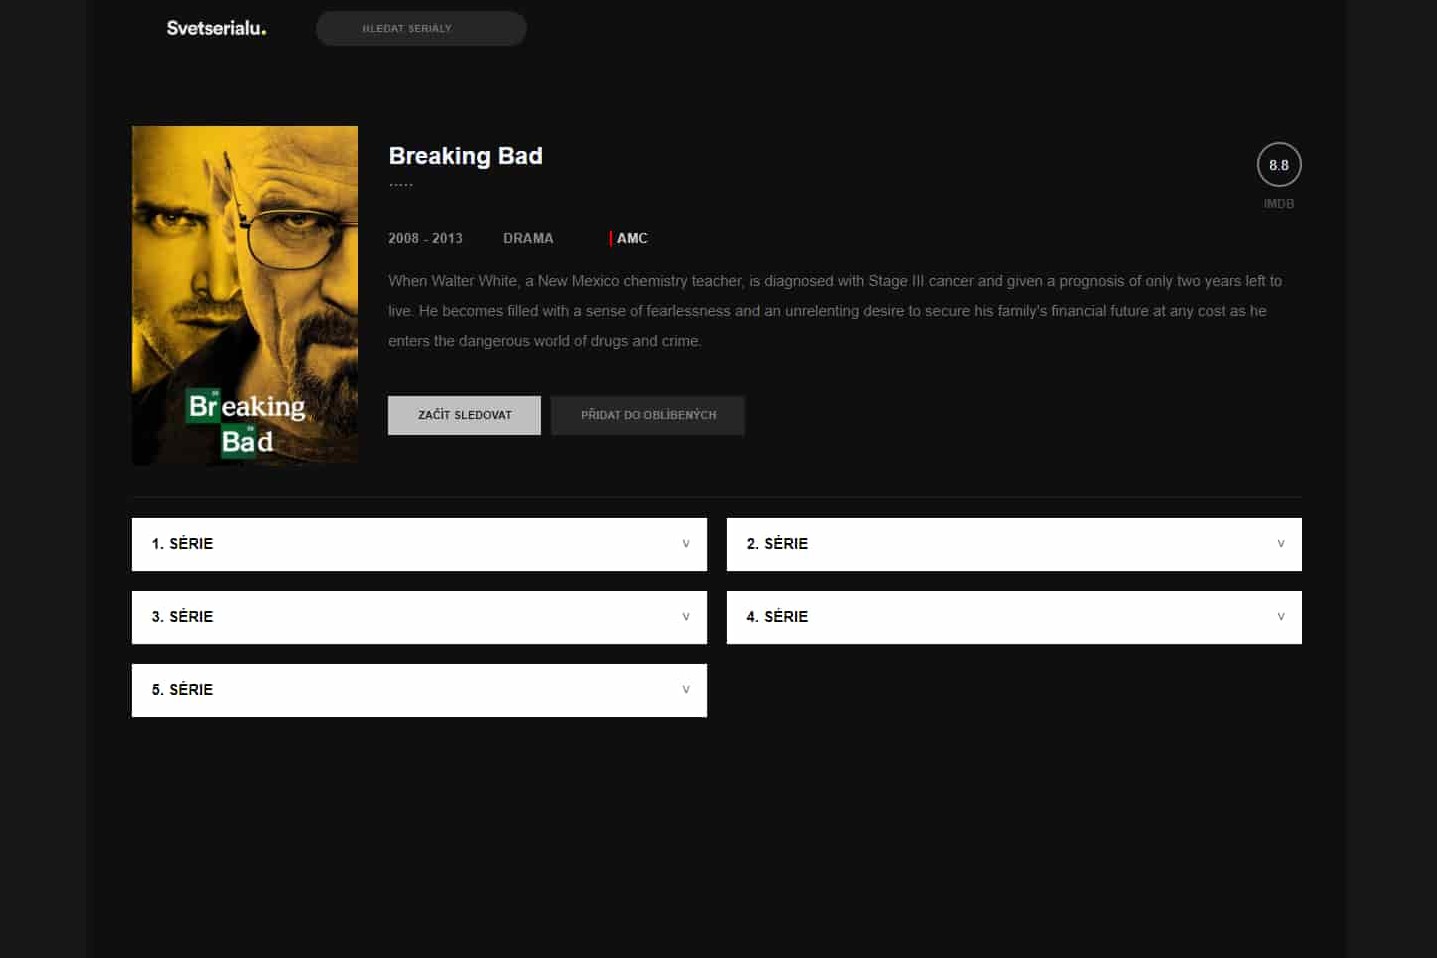 Svetserialu.
HLEDAT SERIÁLY
Breaking Bad
.....
8.8
IMDB
2008 - 2013 DRAMA AMC
When Walter White, a New Mexico chemistry teacher, is diagnosed with Stage III cancer and given a prognosis of only two years left to
live. He becomes filled with a sense of fearlessness and an unrelenting desire to secure his family's financial future at any cost as he
enters the dangerous world of drugs and crime.
Breaking
Bad
ZAČÍT SLEDOVAT
PŘIDAT DO OBLÍBENÝCH
1. SÉRIE v
2. SÉRIE v
3. SÉRIE v
4. SÉRIE v
5. SÉRIE v